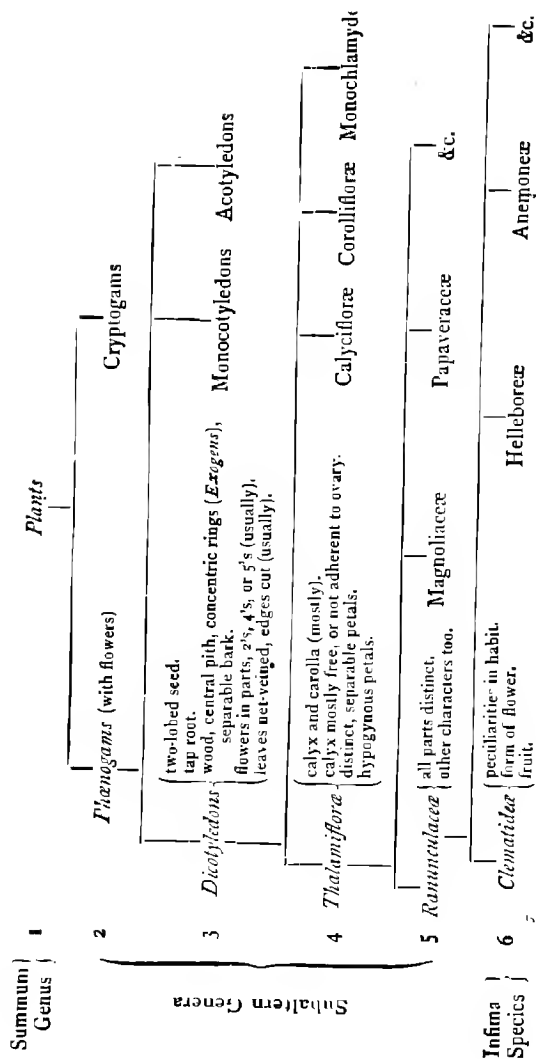 Summum } 1 Plants
Genus
2 Phænogams (with flowers) Cryptogams
3 Dicotyledons { two-lobed seed.
tap root.
wood, central pith, concentric rings (Exogens),
separable bark.
flowers in parts, 2's, 4's, or 5's (usually).
leaves net-veined, edges cut (usually).
Monocotyledons Acotyledons
Subaltern Genera
4 Thalamifloræ { calyx and carolla (mostly).
calyx mostly free, or not adherent to ovary.
distinct, separable petals.
hypogynous petals.
Calycifloræ Corollifloræ Monochlamydɛ
5 Ranunculaceæ { all parts distinct.
other characters too.
Magnoliaceæ Papaveraceæ &c.
Infima } 6 Clematideæ { peculiarities in habit.
Species form of flower.
fruit.
Helleboreæ Anemoneæ &c.